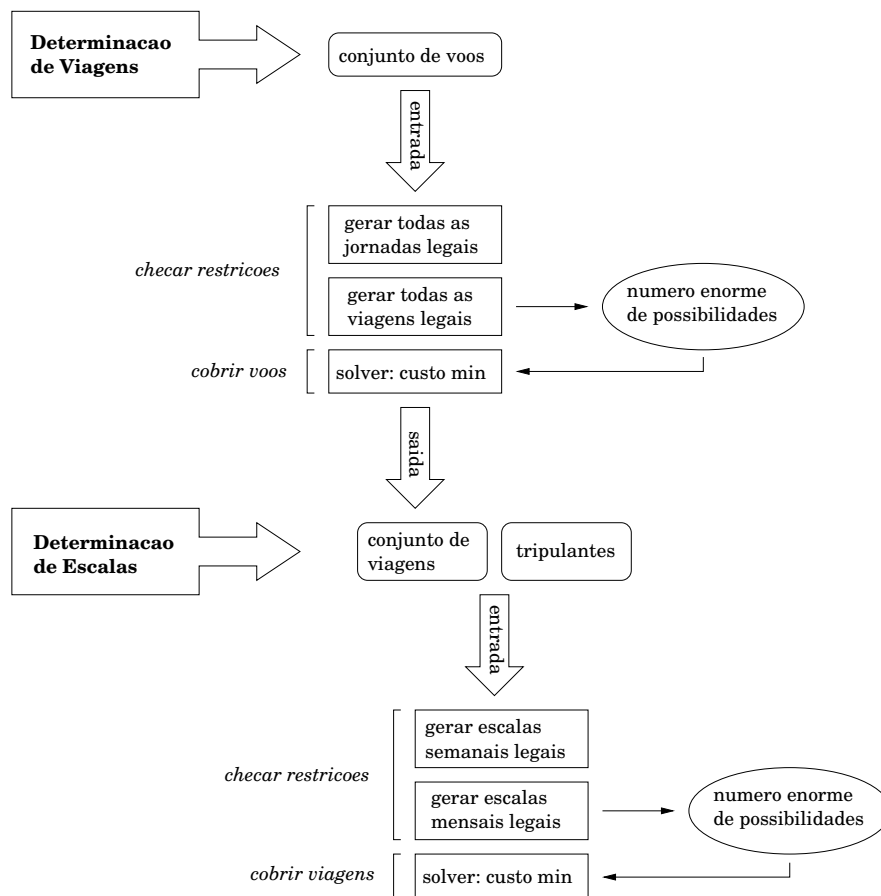 Determinacao
de Viagens
conjunto de voos
entrada
gerar todas as
jornadas legais
checar restricoes
gerar todas as
viagens legais
numero enorme
de possibilidades
cobrir voos
solver: custo min
saida
Determinacao
de Escalas
conjunto de
viagens
tripulantes
entrada
gerar escalas
semanais legais
checar restricoes
gerar escalas
mensais legais
numero enorme
de possibilidades
cobrir viagens
solver: custo min